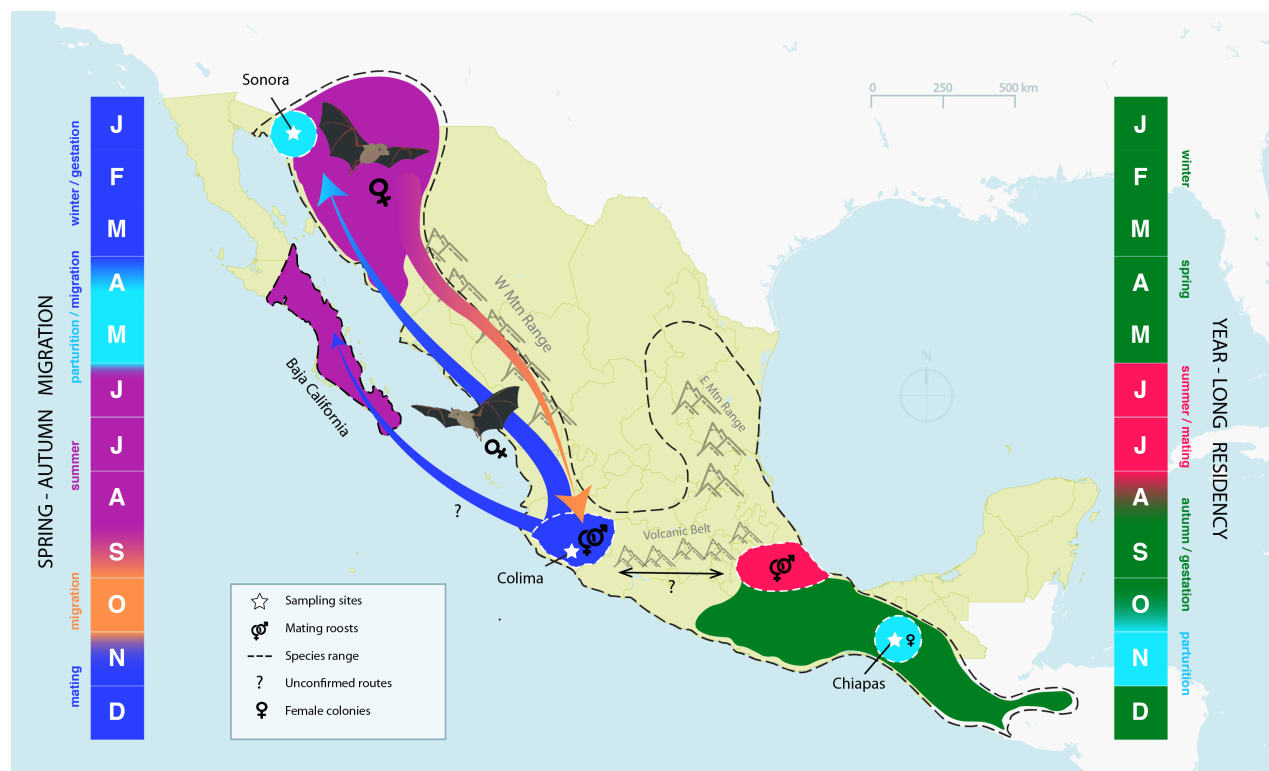 Sonora
0 250 500 km
SPRING - AUTUMN MIGRATION
winter / gestation
parturition / migration
summer
migration
mating
J
F
M
A
M
J
J
A
S
O
N
D
W Mtn Range
E Mtn Range
Baja California
N
?
Volcanic Belt
?
Colima
Chiapas
Sampling sites
Mating roosts
Species range
? Unconfirmed routes
Female colonies
J
F
M
A
M
J
J
A
S
O
N
D
winter
spring
summer / mating
autumn / gestation
parturition
YEAR - LONG RESIDENCY